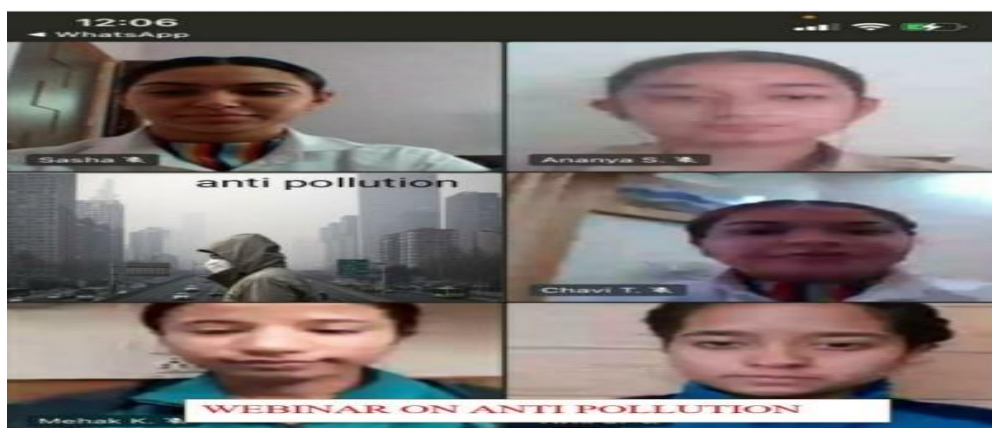 12:06
◄ WhatsApp
Sasha
Ananya S.
anti pollution
Chavi T.
Mehak K.
WEBINAR ON ANTI POLLUTION